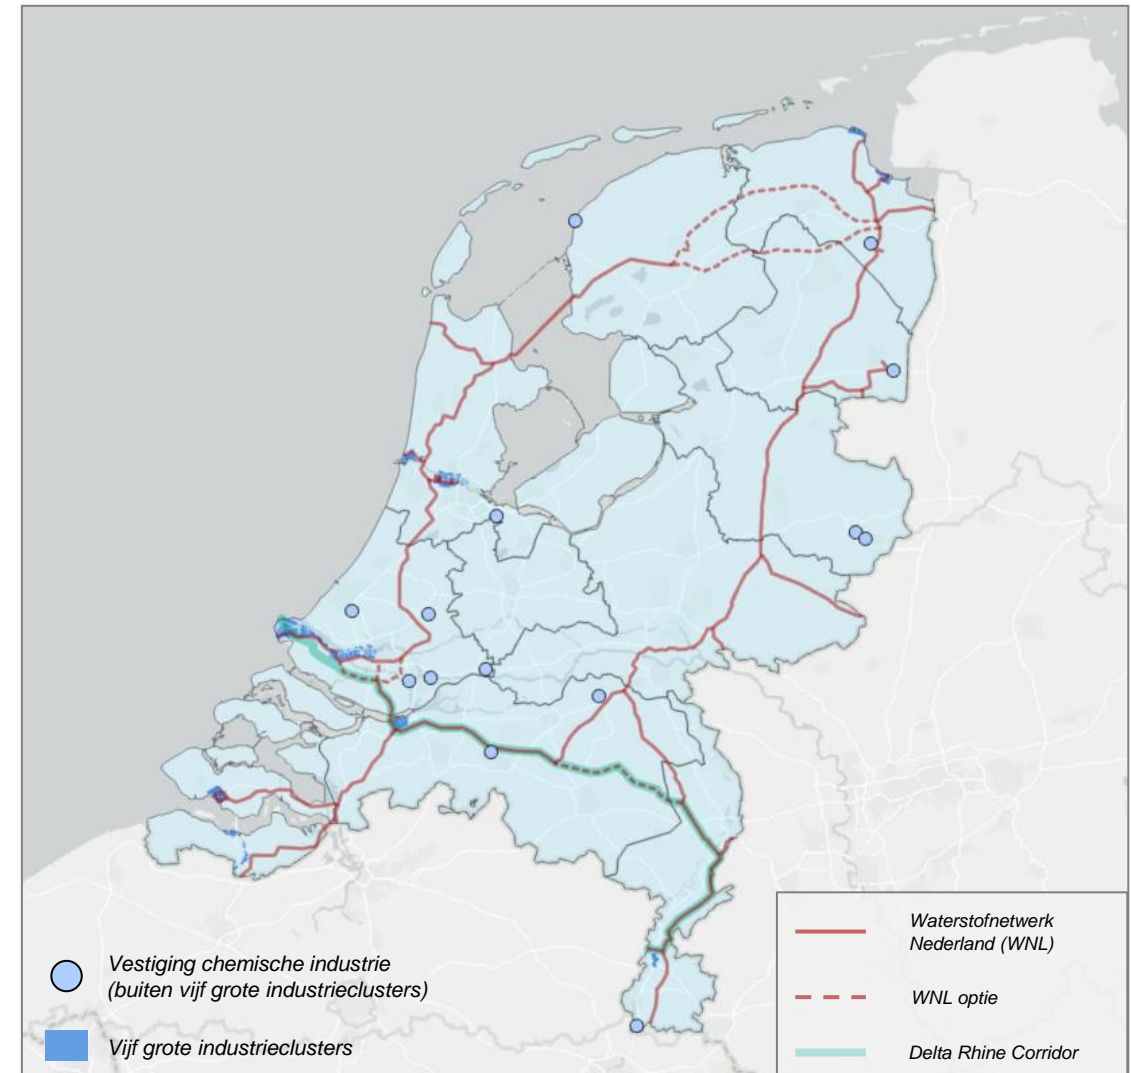 Vestiging chemische industrie
(buiten vijf grote industrieclusters)
Vijf grote industrieclusters
Waterstofnetwerk
Nederland (WNL)
WNL optie
Delta Rhine Corridor